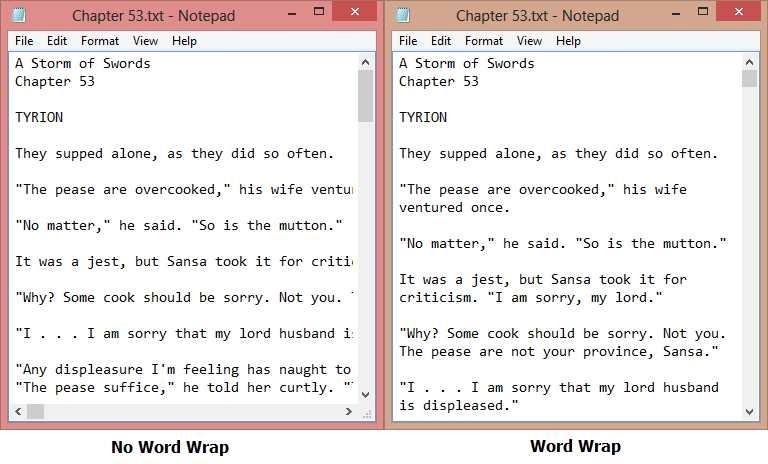 Chapter 53.txt - Notepad
File Edit Format View Help
A Storm of Swords
Chapter 53
TYRION
They supped alone, as they did so often.
"The pease are overcooked," his wife
"No matter," he said. "So is the mutton."
It was a jest, but Sansa took it for
"Why? Some cook should be sorry. Not you.
"I . . . I am sorry that my lord husband
"Any displeasure I'm feeling has naught to
"The pease suffice," he told her curtly.
No Word Wrap
Chapter 53.txt - Notepad
File Edit Format View Help
A Storm of Swords
Chapter 53
TYRION
They supped alone, as they did so often.
"The pease are overcooked," his wife
ventured once.
"No matter," he said. "So is the mutton."
It was a jest, but Sansa took it for
criticism. "I am sorry, my lord."
"Why? Some cook should be sorry. Not you.
The pease are not your province, Sansa."
"I . . . I am sorry that my lord husband
is displeased."
Word Wrap